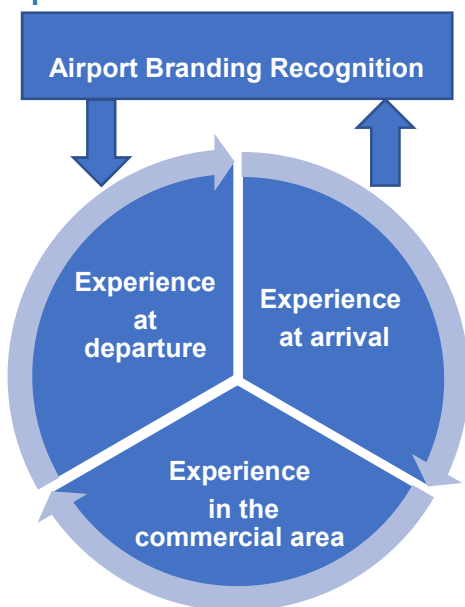 Airport Branding Recognition
Experience
at
departure
Experience
at arrival
Experience
in the
commercial area